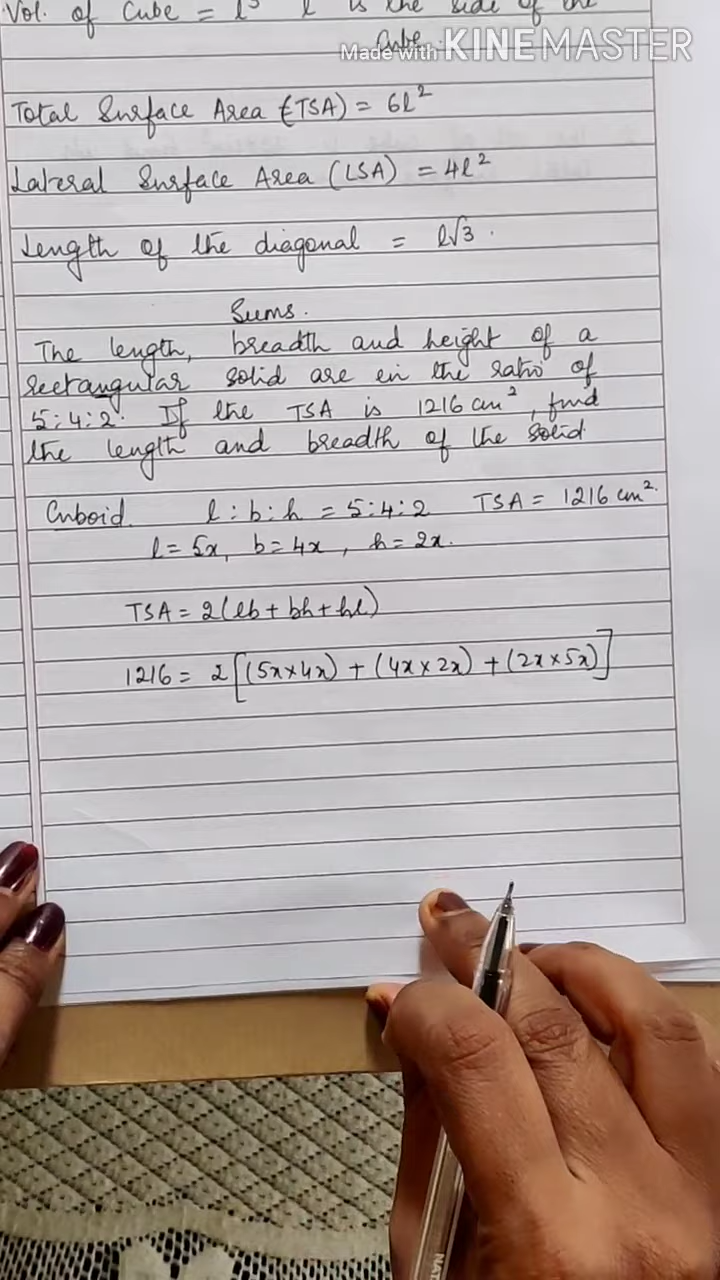 Vol. of Cube = l³ l is the side of the
Cube.
Made with KINEMASTER
Total Surface Area (TSA) = 6l²
Lateral Surface Area (LSA) = 4l²
Length of the diagonal = l√3.
Sums.
The length, breadth and height of a
rectangular solid are in the ratio of
5:4:2. If the TSA is 1216 cm², find
the length and breadth of the solid.
Cuboid. l : b : h = 5:4:2 TSA = 1216 cm².
l = 5x, b = 4x, h = 2x.
TSA = 2(lb + bh + hl)
1216 = 2[(5x×4x) + (4x×2x) + (2x×5x)]